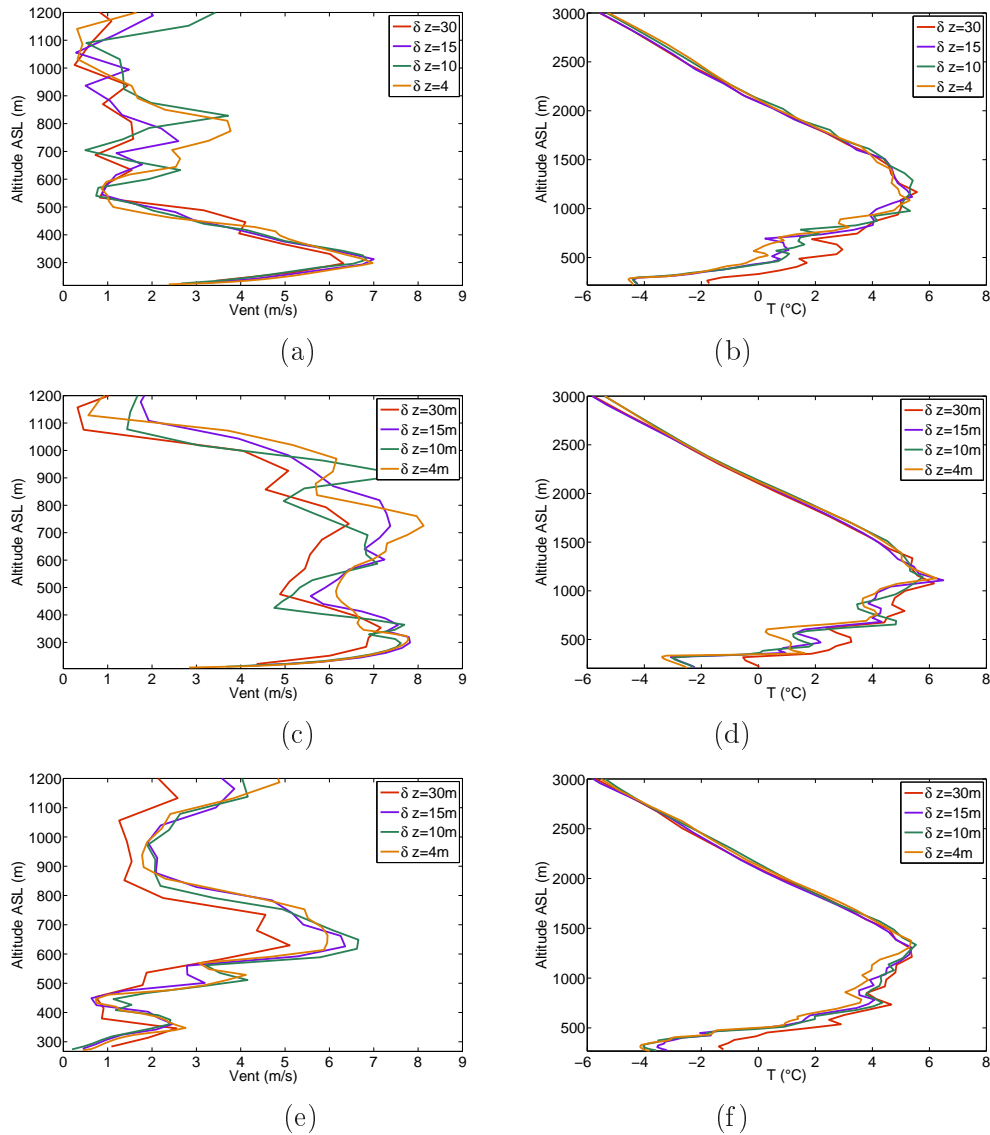 1200
1100
1000
900
800
700
600
500
400
300
Altitude ASL (m)
0 1 2 3 4 5 6 7 8 9
Vent (m/s)
δ z=30
δ z=15
δ z=10
δ z=4
(a)
3000
2500
2000
1500
1000
500
Altitude ASL (m)
−6 −4 −2 0 2 4 6 8
T (°C)
δ z=30
δ z=15
δ z=10
δ z=4
(b)
1200
1100
1000
900
800
700
600
500
400
300
Altitude ASL (m)
0 1 2 3 4 5 6 7 8 9
Vent (m/s)
δ z=30m
δ z=15m
δ z=10m
δ z=4m
(c)
3000
2500
2000
1500
1000
500
Altitude ASL (m)
−6 −4 −2 0 2 4 6 8
T (°C)
δ z=30m
δ z=15m
δ z=10m
δ z=4m
(d)
1200
1100
1000
900
800
700
600
500
400
300
Altitude ASL (m)
0 1 2 3 4 5 6 7 8 9
Vent (m/s)
δ z=30m
δ z=15m
δ z=10m
δ z=4m
(e)
3000
2500
2000
1500
1000
500
Altitude ASL (m)
−6 −4 −2 0 2 4 6 8
T (°C)
δ z=30m
δ z=15m
δ z=10m
δ z=4m
(f)